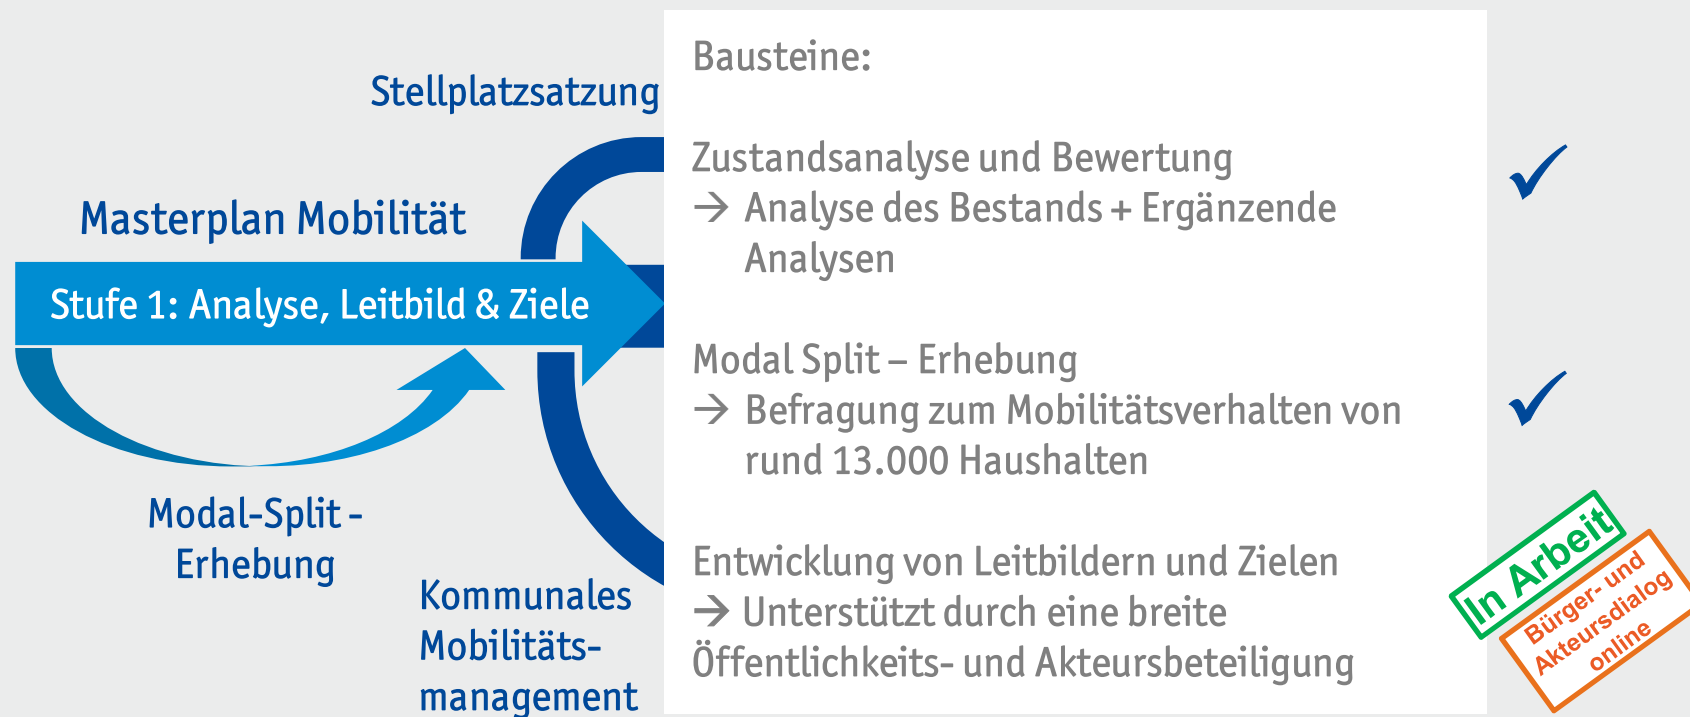 Stellplatzsatzung
Masterplan Mobilität
Stufe 1: Analyse, Leitbild & Ziele
Modal-Split -
Erhebung
Kommunales
Mobilitäts-
management
Bausteine:
Zustandsanalyse und Bewertung
→ Analyse des Bestands + Ergänzende
Analysen
Modal Split – Erhebung
→ Befragung zum Mobilitätsverhalten von
rund 13.000 Haushalten
Entwicklung von Leitbildern und Zielen
→ Unterstützt durch eine breite
Öffentlichkeits- und Akteursbeteiligung
In Arbeit
Bürger- und
Akteursdialog
online